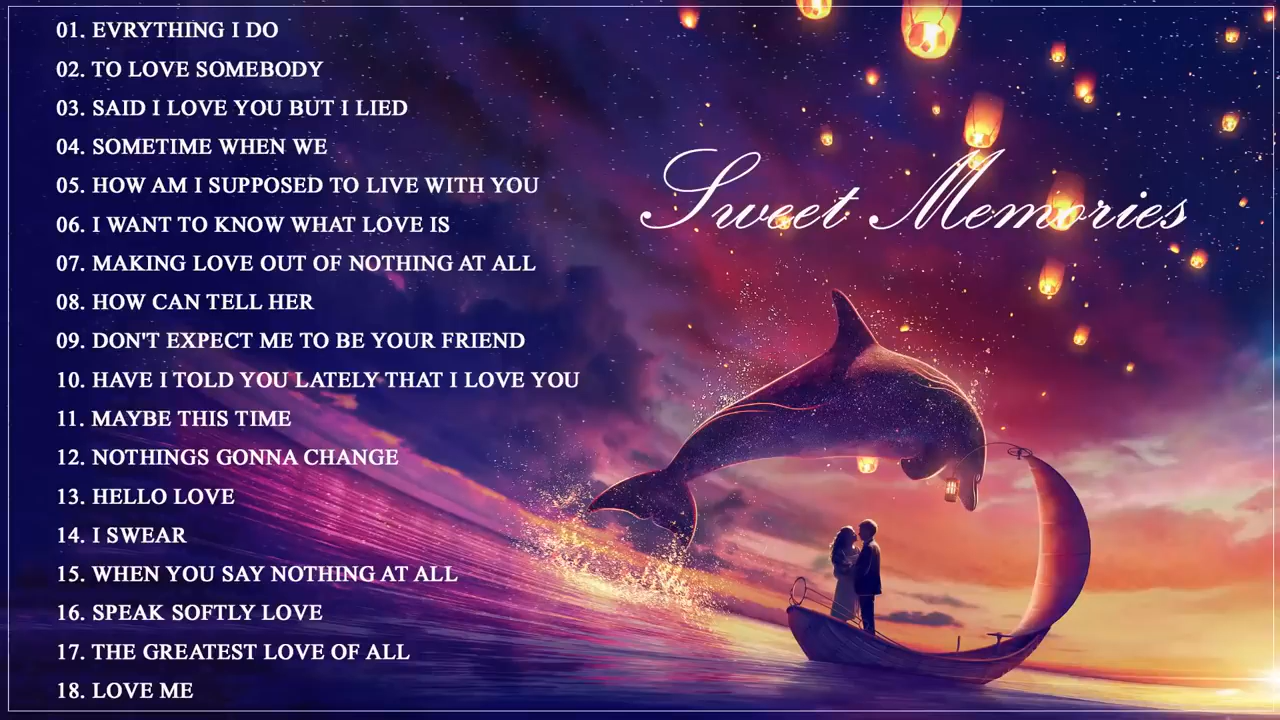 01. EVRYTHING I DO
02. TO LOVE SOMEBODY
03. SAID I LOVE YOU BUT I LIED
04. SOMETIME WHEN WE
05. HOW AM I SUPPOSED TO LIVE WITH YOU
06. I WANT TO KNOW WHAT LOVE IS
07. MAKING LOVE OUT OF NOTHING AT ALL
08. HOW CAN TELL HER
09. DON'T EXPECT ME TO BE YOUR FRIEND
10. HAVE I TOLD YOU LATELY THAT I LOVE YOU
11. MAYBE THIS TIME
12. NOTHINGS GONNA CHANGE
13. HELLO LOVE
14. I SWEAR
15. WHEN YOU SAY NOTHING AT ALL
16. SPEAK SOFTLY LOVE
17. THE GREATEST LOVE OF ALL
18. LOVE ME
Sweet Memories